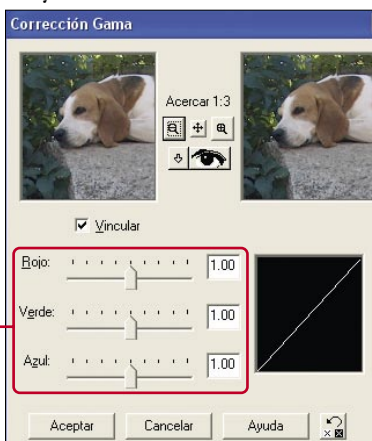 Corrección Gama
Acercar 1:3
Vincular
Rojo: 1.00
Verde: 1.00
Azul: 1.00
Aceptar Cancelar Ayuda